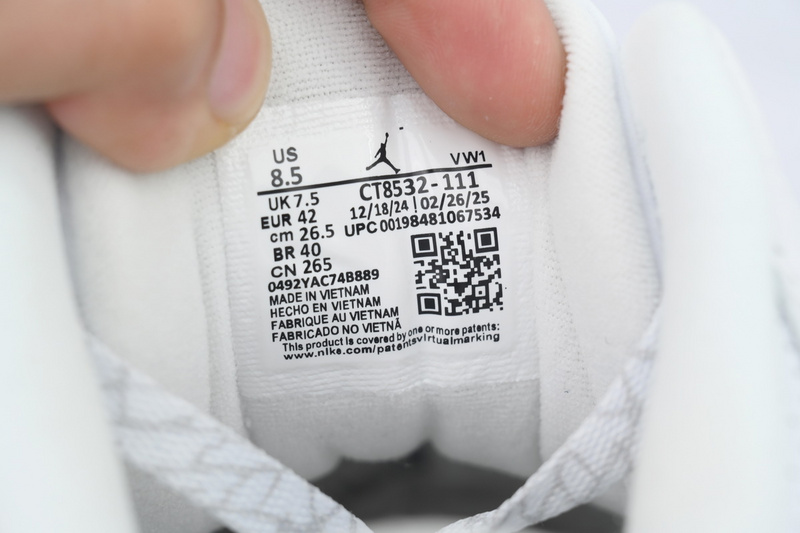 US VW1
8.5
CT8532-111
UK 7.5
12/18/24 | 02/26/25
EUR 42
UPC 00198481067534
cm 26.5
BR 40
CN 265
0492YAC74B889
MADE IN VIETNAM
HECHO EN VIETNAM
FABRIQUE AU VIETNAM
FABRICADO NO VIETNÃ
This product is covered by one or more patents:
www.nike.com/patentsvirtualmarking